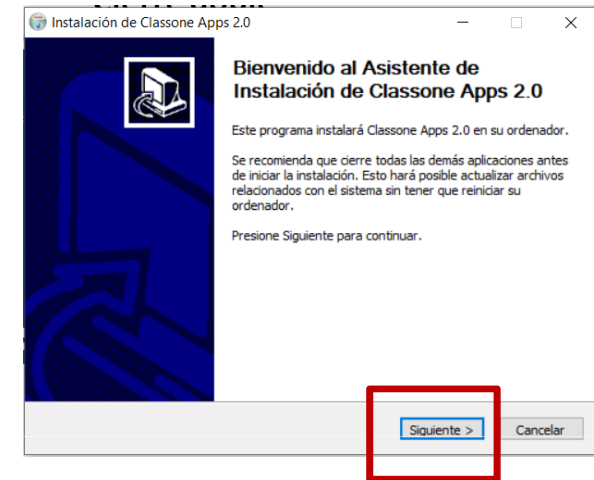 Instalación de Classone Apps 2.0
Bienvenido al Asistente de
Instalación de Classone Apps 2.0
Este programa instalará Classone Apps 2.0 en su ordenador.
Se recomienda que cierre todas las demás aplicaciones antes
de iniciar la instalación. Esto hará posible actualizar archivos
relacionados con el sistema sin tener que reiniciar su
ordenador.
Presione Siguiente para continuar.
Siguiente >
Cancelar